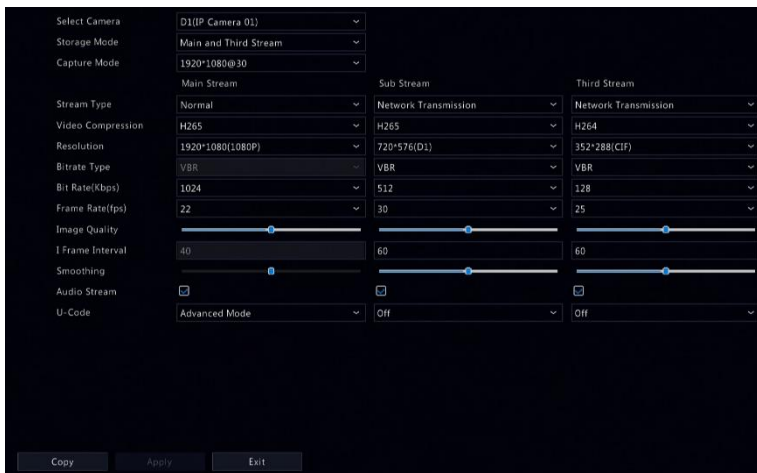 Select Camera D1(IP Camera 01)
Storage Mode Main and Third Stream
Capture Mode 1920*1080@30
Main Stream Sub Stream Third Stream
Stream Type Normal Network Transmission Network Transmission
Video Compression H265 H265 H264
Resolution 1920*1080(1080P) 720*576(D1) 352*288(CIF)
Bitrate Type VBR VBR VBR
Bit Rate(Kbps) 1024 512 128
Frame Rate(fps) 22 30 25
Image Quality
I Frame Interval 40 60 60
Smoothing
Audio Stream
U-Code Advanced Mode Off Off
Copy Apply Exit